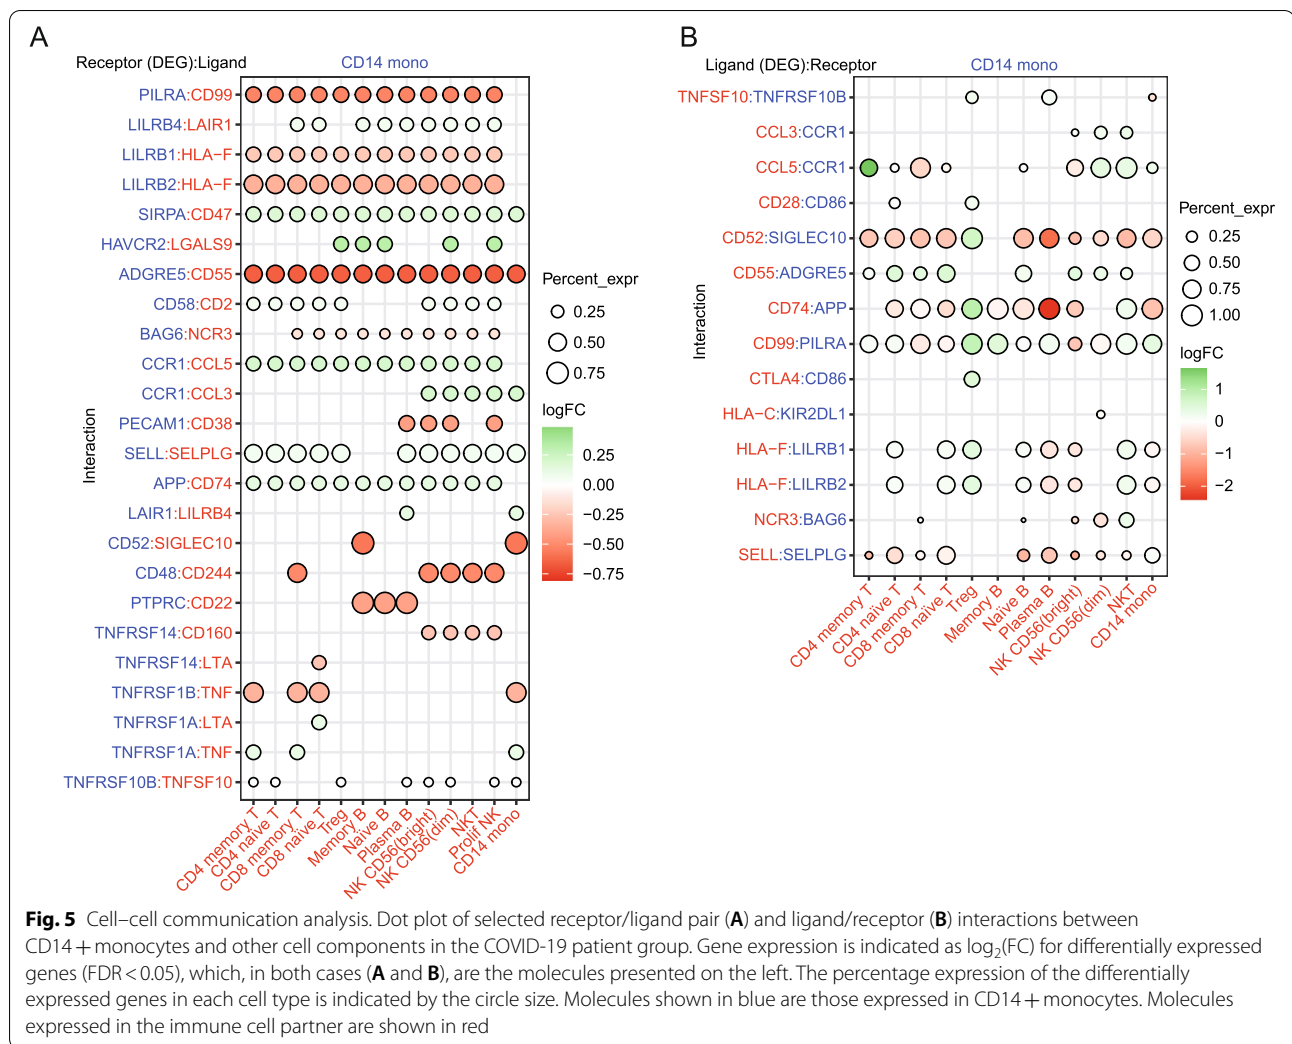 A
Receptor (DEG):Ligand
CD14 mono
PILRA:CD99
LILRB4:LAIR1
LILRB1:HLA−F
LILRB2:HLA−F
SIRPA:CD47
HAVCR2:LGALS9
ADGRE5:CD55
CD58:CD2
BAG6:NCR3
CCR1:CCL5
CCR1:CCL3
PECAM1:CD38
SELL:SELPLG
APP:CD74
LAIR1:LILRB4
CD52:SIGLEC10
CD48:CD244
PTPRC:CD22
TNFRSF14:CD160
TNFRSF14:LTA
TNFRSF1B:TNF
TNFRSF1A:LTA
TNFRSF1A:TNF
TNFRSF10B:TNFSF10
Interaction
CD4 memory T
CD4 naïve T
CD8 memory T
CD8 naïve T
Treg
Memory B
Naïve B
Plasma B
NK CD56(bright)
NK CD56(dim)
NKT
Prolif NK
CD14 mono
Percent_expr
0.25
0.50
0.75
logFC
0.25
0.00
−0.25
−0.50
−0.75
B
Ligand (DEG):Receptor
CD14 mono
TNFSF10:TNFRSF10B
CCL3:CCR1
CCL5:CCR1
CD28:CD86
CD52:SIGLEC10
CD55:ADGRE5
CD74:APP
CD99:PILRA
CTLA4:CD86
HLA−C:KIR2DL1
HLA−F:LILRB1
HLA−F:LILRB2
NCR3:BAG6
SELL:SELPLG
Interaction
CD4 memory T
CD4 naïve T
CD8 memory T
CD8 naïve T
Treg
Memory B
Naïve B
Plasma B
NK CD56(bright)
NK CD56(dim)
NKT
CD14 mono
Percent_expr
0.25
0.50
0.75
1.00
logFC
1
0
−1
−2
Fig. 5 Cell–cell communication analysis. Dot plot of selected receptor/ligand pair (A) and ligand/receptor (B) interactions between
CD14 + monocytes and other cell components in the COVID-19 patient group. Gene expression is indicated as log2(FC) for differentially expressed
genes (FDR < 0.05), which, in both cases (A and B), are the molecules presented on the left. The percentage expression of the differentially
expressed genes in each cell type is indicated by the circle size. Molecules shown in blue are those expressed in CD14 + monocytes. Molecules
expressed in the immune cell partner are shown in red